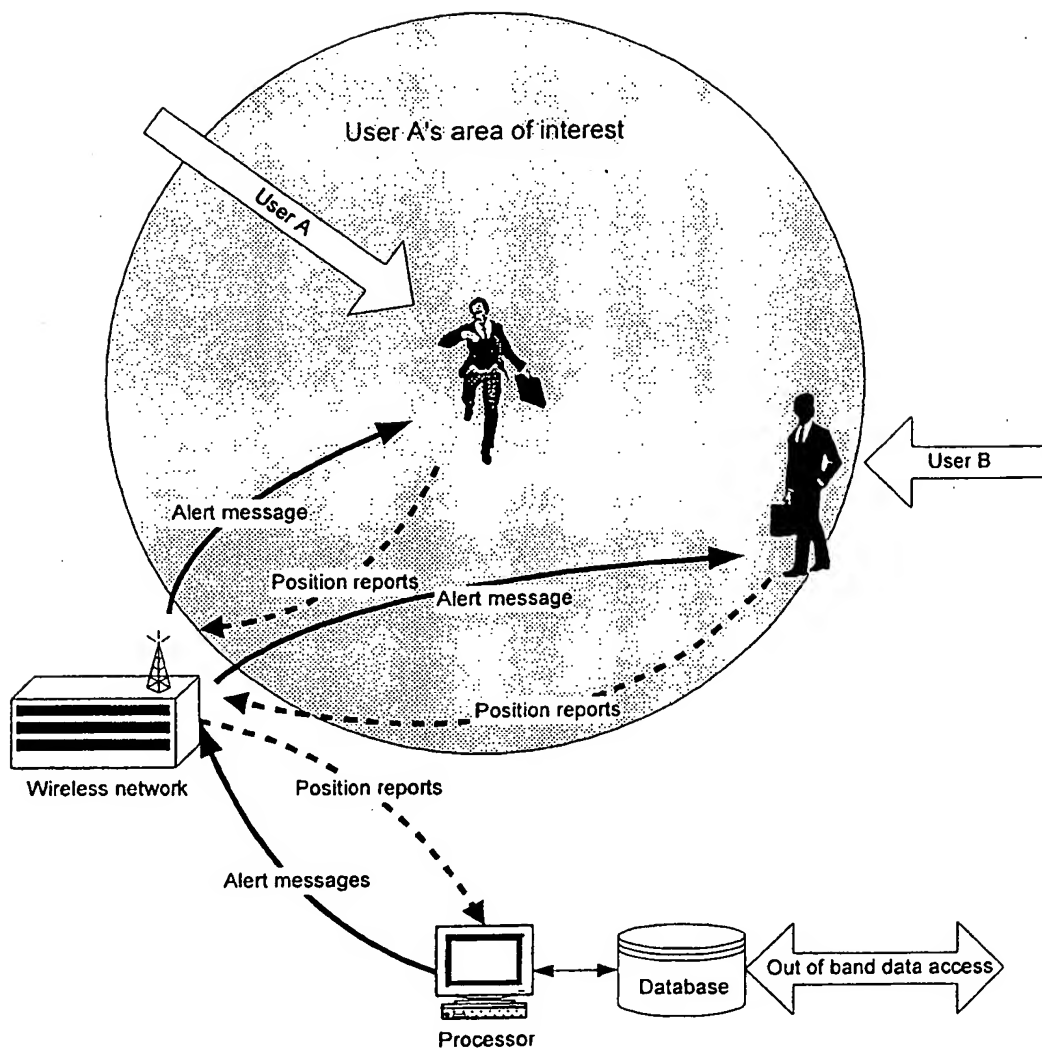 User A's area of interest
User A
User B
Alert message
Position reports
Alert message
Position reports
Wireless network
Position reports
Alert messages
Out of band data access
Database
Processor